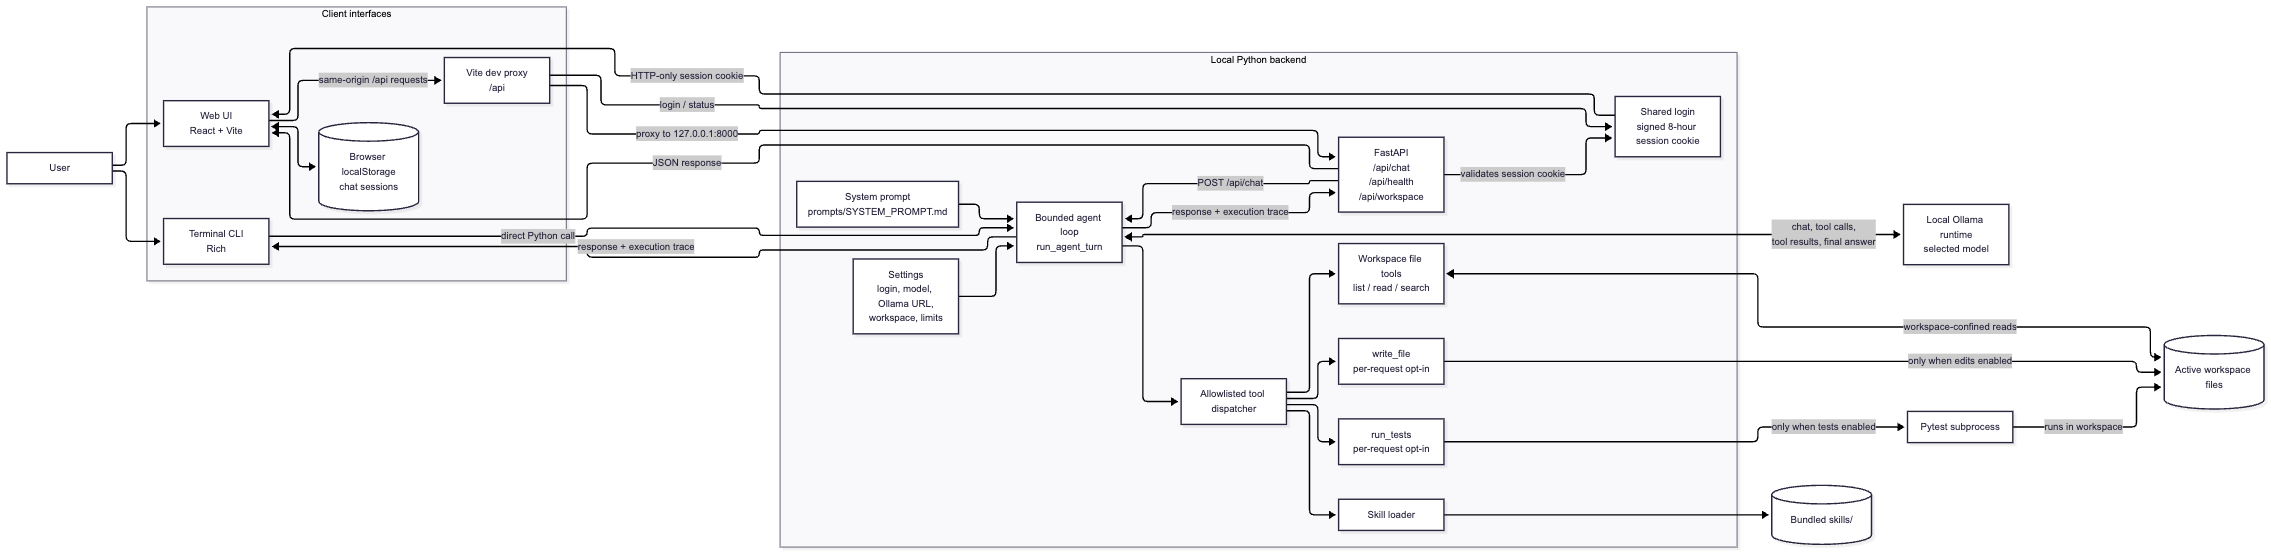 Client interfaces
User
Web UI
React + Vite
same-origin /api requests
Vite dev proxy
/api
Browser
localStorage
chat sessions
Terminal CLI
Rich
HTTP-only session cookie
login / status
proxy to 127.0.0.1:8000
JSON response
direct Python call
response + execution trace
Local Python backend
System prompt
prompts/SYSTEM_PROMPT.md
Settings
login, model,
Ollama URL,
workspace, limits
Bounded agent
loop
run_agent_turn
POST /api/chat
response + execution trace
FastAPI
/api/chat
/api/health
/api/workspace
validates session cookie
Shared login
signed 8-hour
session cookie
Workspace file
tools
list / read / search
write_file
per-request opt-in
Allowlisted tool
dispatcher
run_tests
per-request opt-in
Skill loader
chat, tool calls,
tool results, final answer
Local Ollama
runtime
selected model
workspace-confined reads
only when edits enabled
Active workspace
files
only when tests enabled
Pytest subprocess
runs in workspace
Bundled skills/